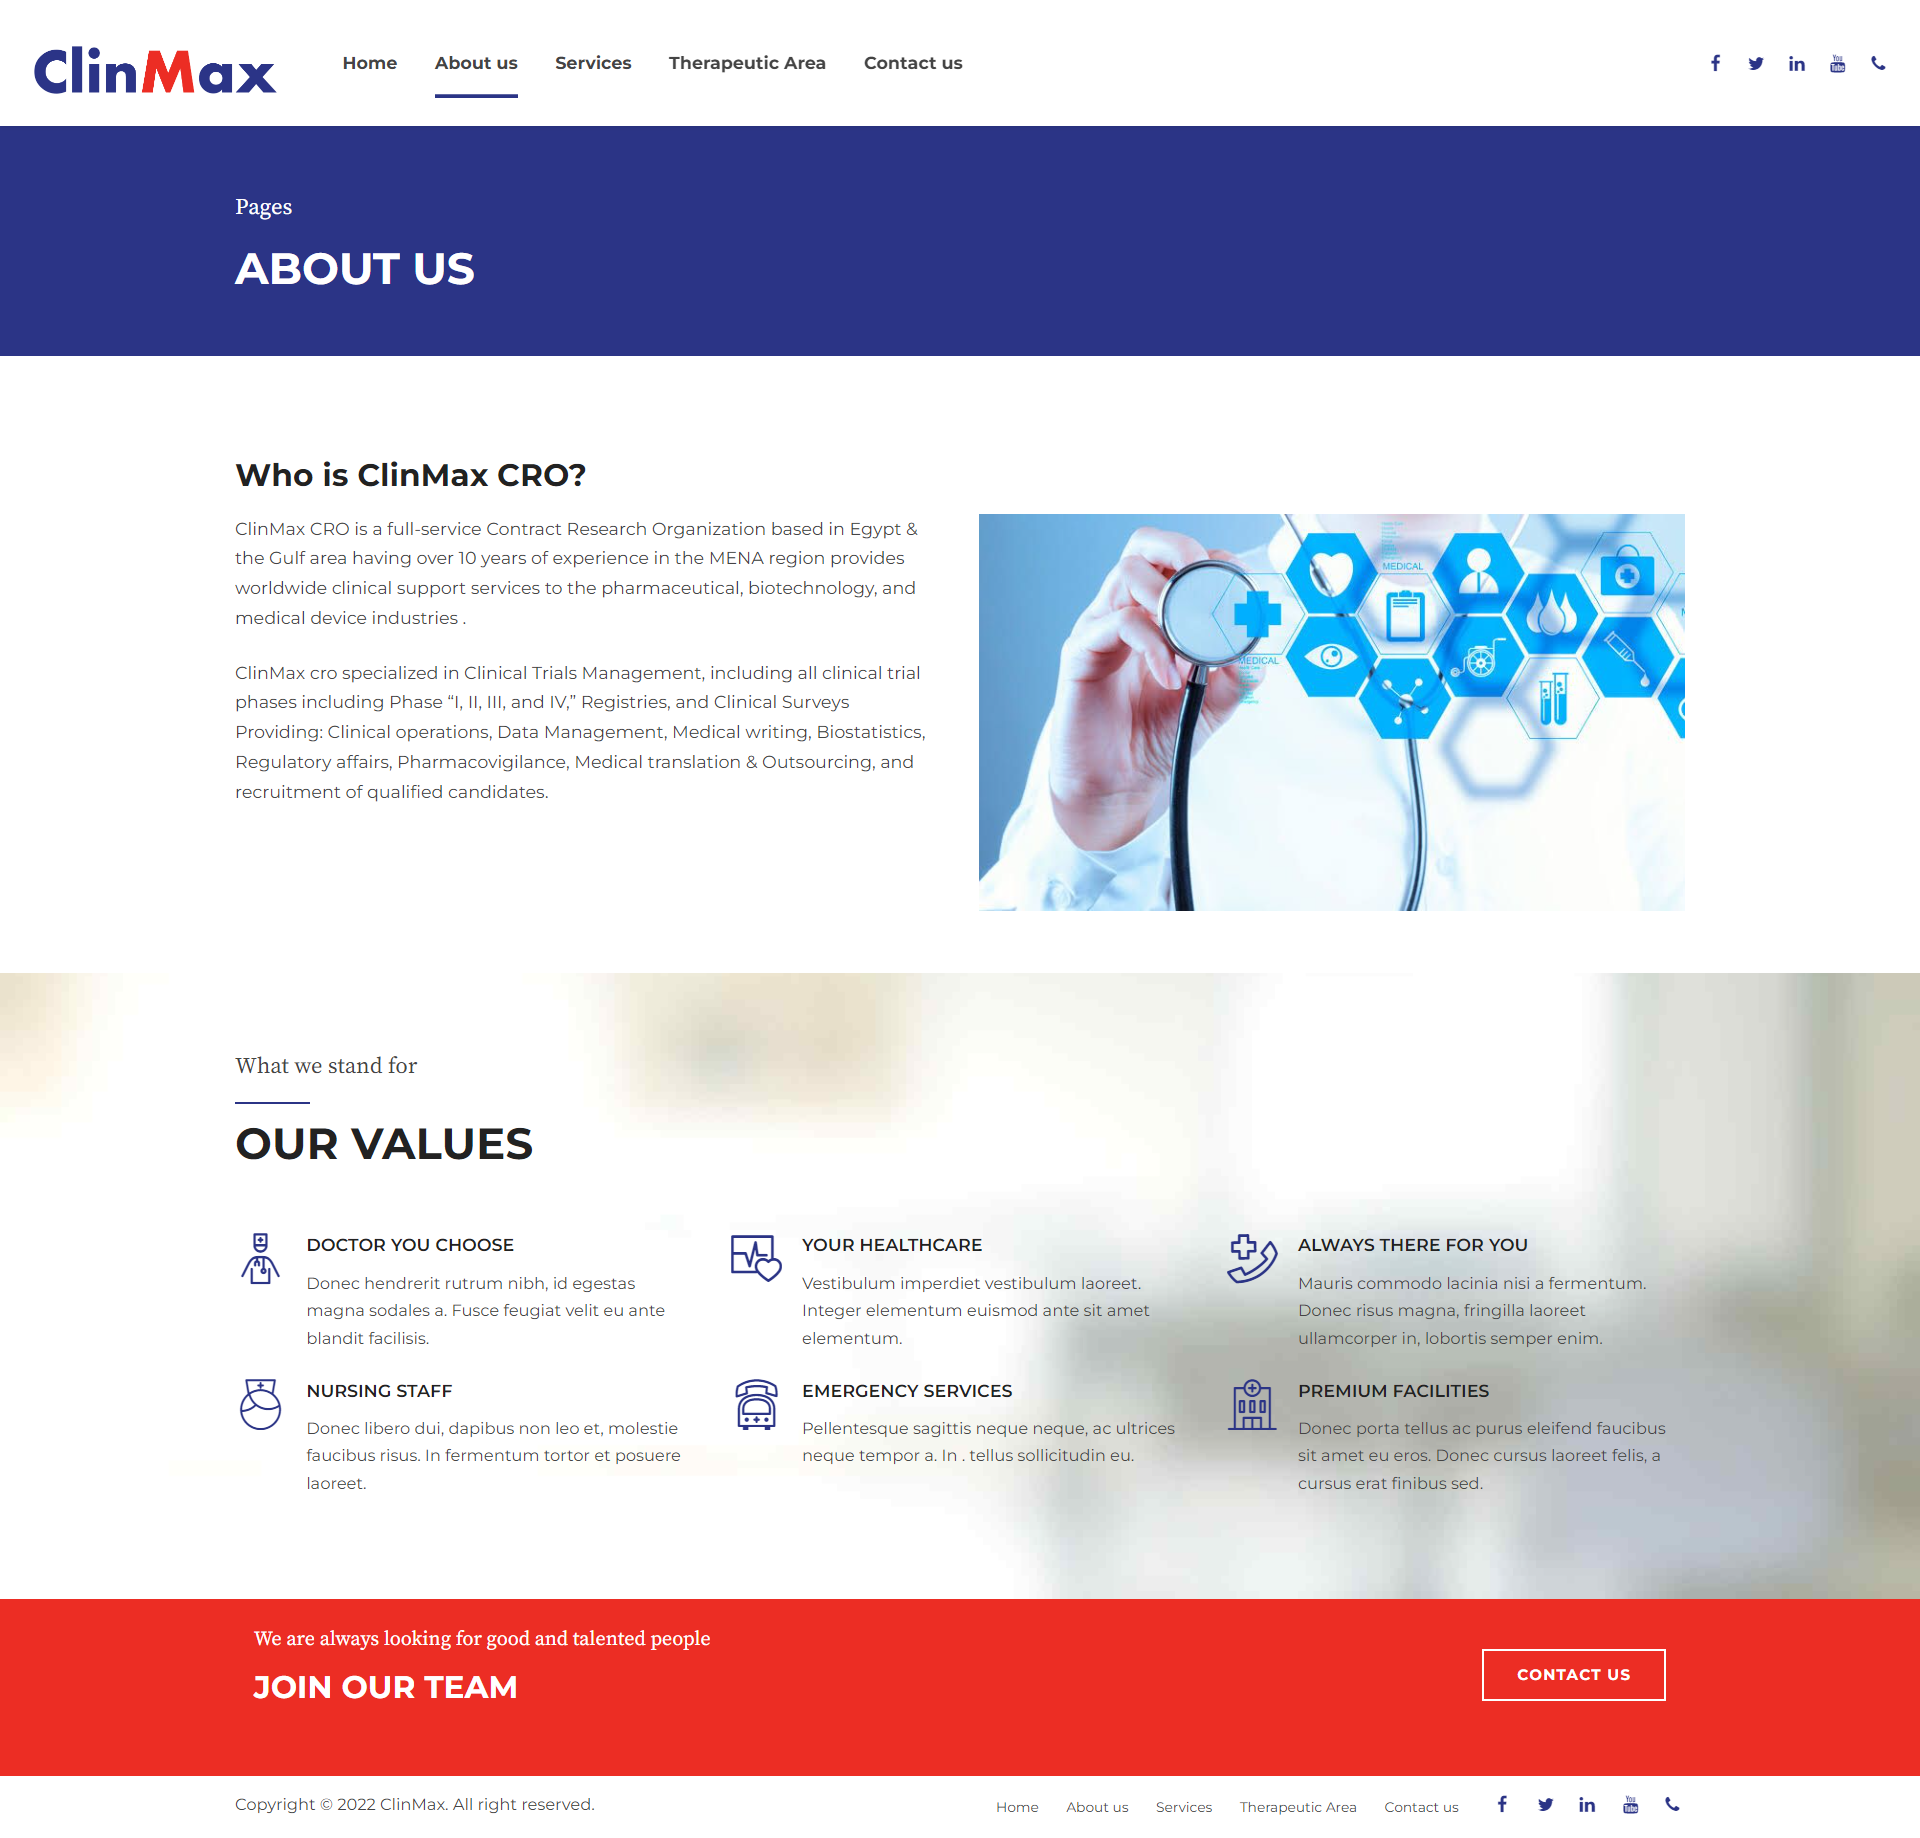 ClinMax
Home
About us
Services
Therapeutic Area
Contact us
Pages
ABOUT US
Who is ClinMax CRO?
ClinMax CRO is a full-service Contract Research Organization based in Egypt &
the Gulf area having over 10 years of experience in the MENA region provides
worldwide clinical support services to the pharmaceutical, biotechnology, and
medical device industries .
ClinMax cro specialized in Clinical Trials Management, including all clinical trial
phases including Phase “I, II, III, and IV,” Registries, and Clinical Surveys
Providing: Clinical operations, Data Management, Medical writing, Biostatistics,
Regulatory affairs, Pharmacovigilance, Medical translation & Outsourcing, and
recruitment of qualified candidates.
MEDICAL
MEDICAL
What we stand for
OUR VALUES
DOCTOR YOU CHOOSE
Donec hendrerit rutrum nibh, id egestas
magna sodales a. Fusce feugiat velit eu ante
blandit facilisis.
YOUR HEALTHCARE
Vestibulum imperdiet vestibulum laoreet.
Integer elementum euismod ante sit amet
elementum.
ALWAYS THERE FOR YOU
Mauris commodo lacinia nisi a fermentum.
Donec risus magna, fringilla laoreet
ullamcorper in, lobortis semper enim.
NURSING STAFF
Donec libero dui, dapibus non leo et, molestie
faucibus risus. In fermentum tortor et posuere
laoreet.
EMERGENCY SERVICES
Pellentesque sagittis neque neque, ac ultrices
neque tempor a. In . tellus sollicitudin eu.
PREMIUM FACILITIES
Donec porta tellus ac purus eleifend faucibus
sit amet eu eros. Donec cursus laoreet felis, a
cursus erat finibus sed.
We are always looking for good and talented people
JOIN OUR TEAM
CONTACT US
Copyright © 2022 ClinMax. All right reserved.
Home
About us
Services
Therapeutic Area
Contact us